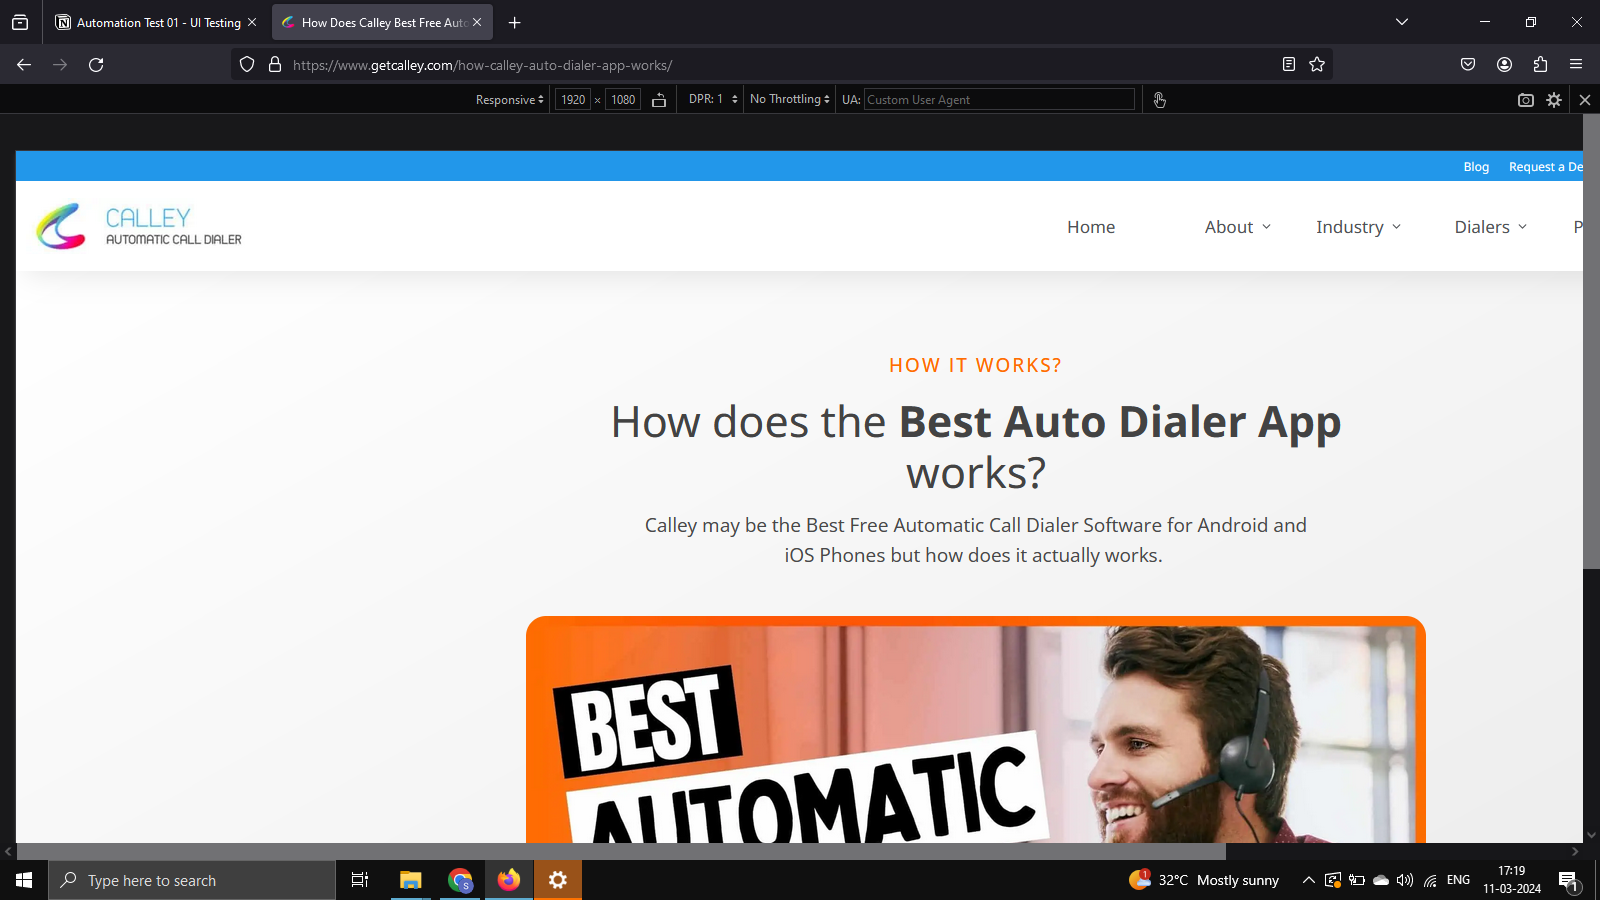 Automation Test 01 - UI Testing
How Does Calley Best Free Auto
https://www.getcalley.com/how-calley-auto-dialer-app-works/
Responsive 1920 × 1080 DPR: 1 No Throttling UA: Custom User Agent
Blog Request a De
CALLEY
AUTOMATIC CALL DIALER
Home About Industry Dialers P
HOW IT WORKS?
How does the Best Auto Dialer App
works?
Calley may be the Best Free Automatic Call Dialer Software for Android and
iOS Phones but how does it actually works.
BEST
AUTOMATIC
Type here to search
S
1
32°C Mostly sunny
ENG
17:19
11-03-2024
1